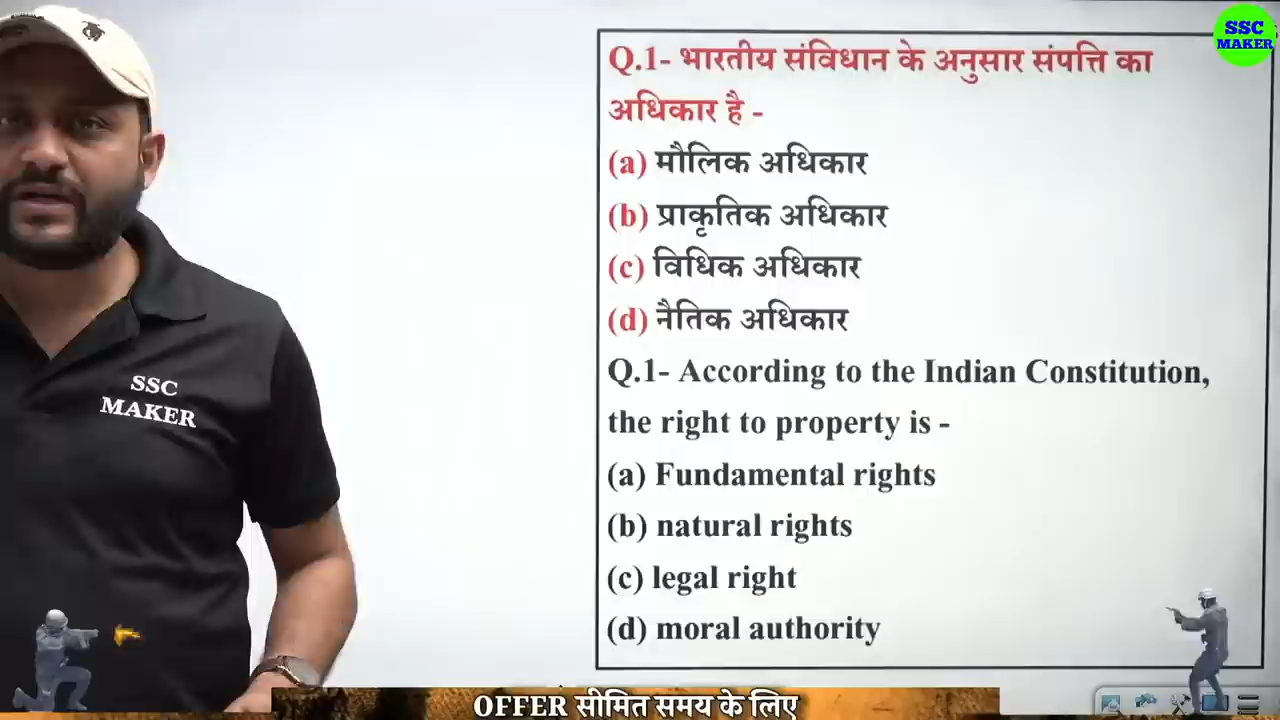 SSC
MAKER
Q.1- भारतीय संविधान के अनुसार संपत्ति का
अधिकार है -
(a) मौलिक अधिकार
(b) प्राकृतिक अधिकार
(c) विधिक अधिकार
(d) नैतिक अधिकार
Q.1- According to the Indian Constitution,
the right to property is -
(a) Fundamental rights
(b) natural rights
(c) legal right
(d) moral authority
SSC
MAKER
OFFER सीमित समय के लिए